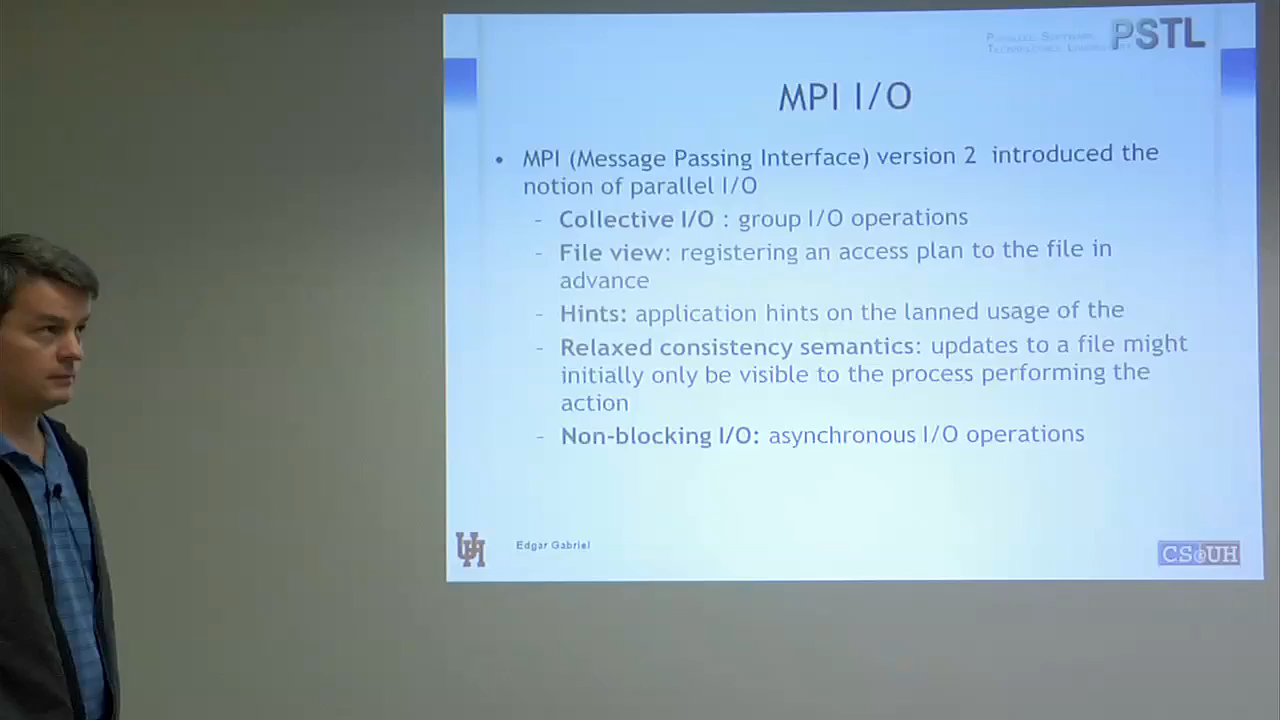 PARALLEL SOFTWARE
TECHNOLOGIES LABORATORY
PSTL
MPI I/O
• MPI (Message Passing Interface) version 2 introduced the
notion of parallel I/O
- Collective I/O : group I/O operations
- File view: registering an access plan to the file in
advance
- Hints: application hints on the lanned usage of the
- Relaxed consistency semantics: updates to a file might
initially only be visible to the process performing the
action
- Non-blocking I/O: asynchronous I/O operations
UH
Edgar Gabriel
CS@UH